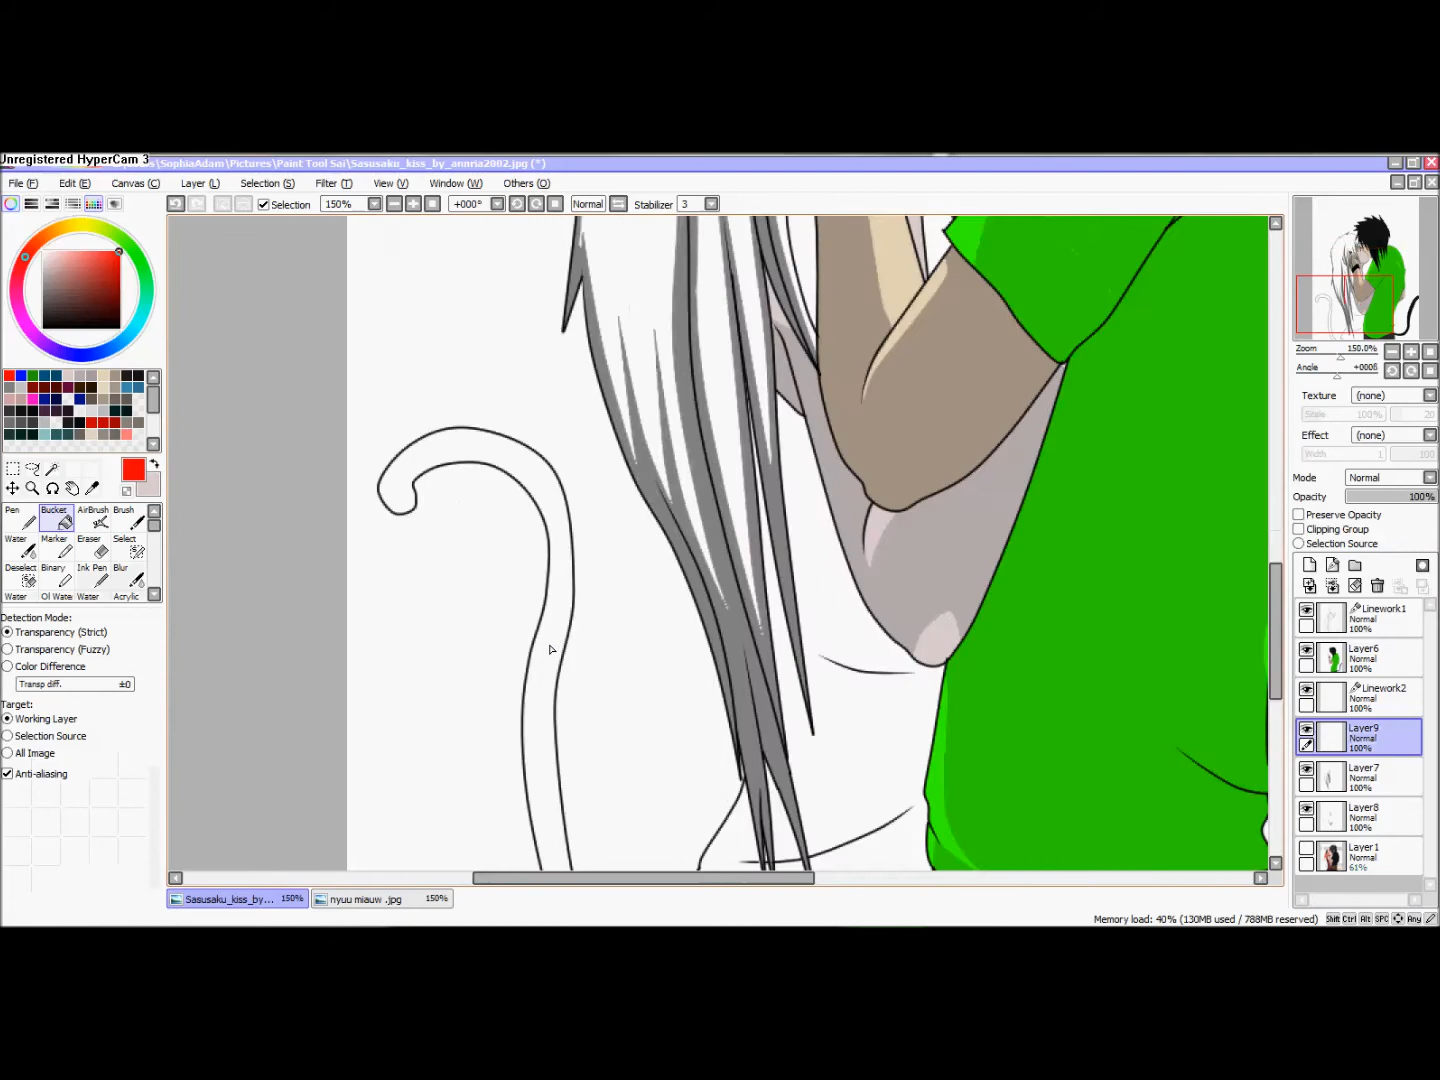 Unregistered HyperCam 3
\SophiaAdam\Pictures\Paint Tool Sai\Sasusaku_kiss_by_annria2002.jpg (*)
File (F) Edit (E) Canvas (C) Layer (L) Selection (S) Filter (T) View (V) Window (W) Others (O)
Selection 150% +000° Normal Stabilizer 3
Zoom 150.0%
Angle +000ß
Texture (none)
Scale 100% 20
Effect (none)
Width 1 100
Mode Normal
Opacity 100%
Preserve Opacity
Clipping Group
Selection Source
Pen Bucket AirBrush Brush
Water Marker Eraser Select
Deselect Binary Ink Pen Blur
Water Oil Wate Water Acrylic
Detection Mode:
Transparency (Strict)
Transparency (Fuzzy)
Color Difference
Transp diff. ±0
Target:
Working Layer
Selection Source
All Image
Anti-aliasing
Linework1
Normal
100%
Layer6
Normal
100%
Linework2
Normal
100%
Layer9
Normal
100%
Layer7
Normal
100%
Layer8
Normal
100%
Layer1
Normal
61%
Sasusaku_kiss_by... 150% nyuu miauw .jpg 150%
Memory load: 40% (130MB used / 788MB reserved) Shift Ctrl Alt SPC Any